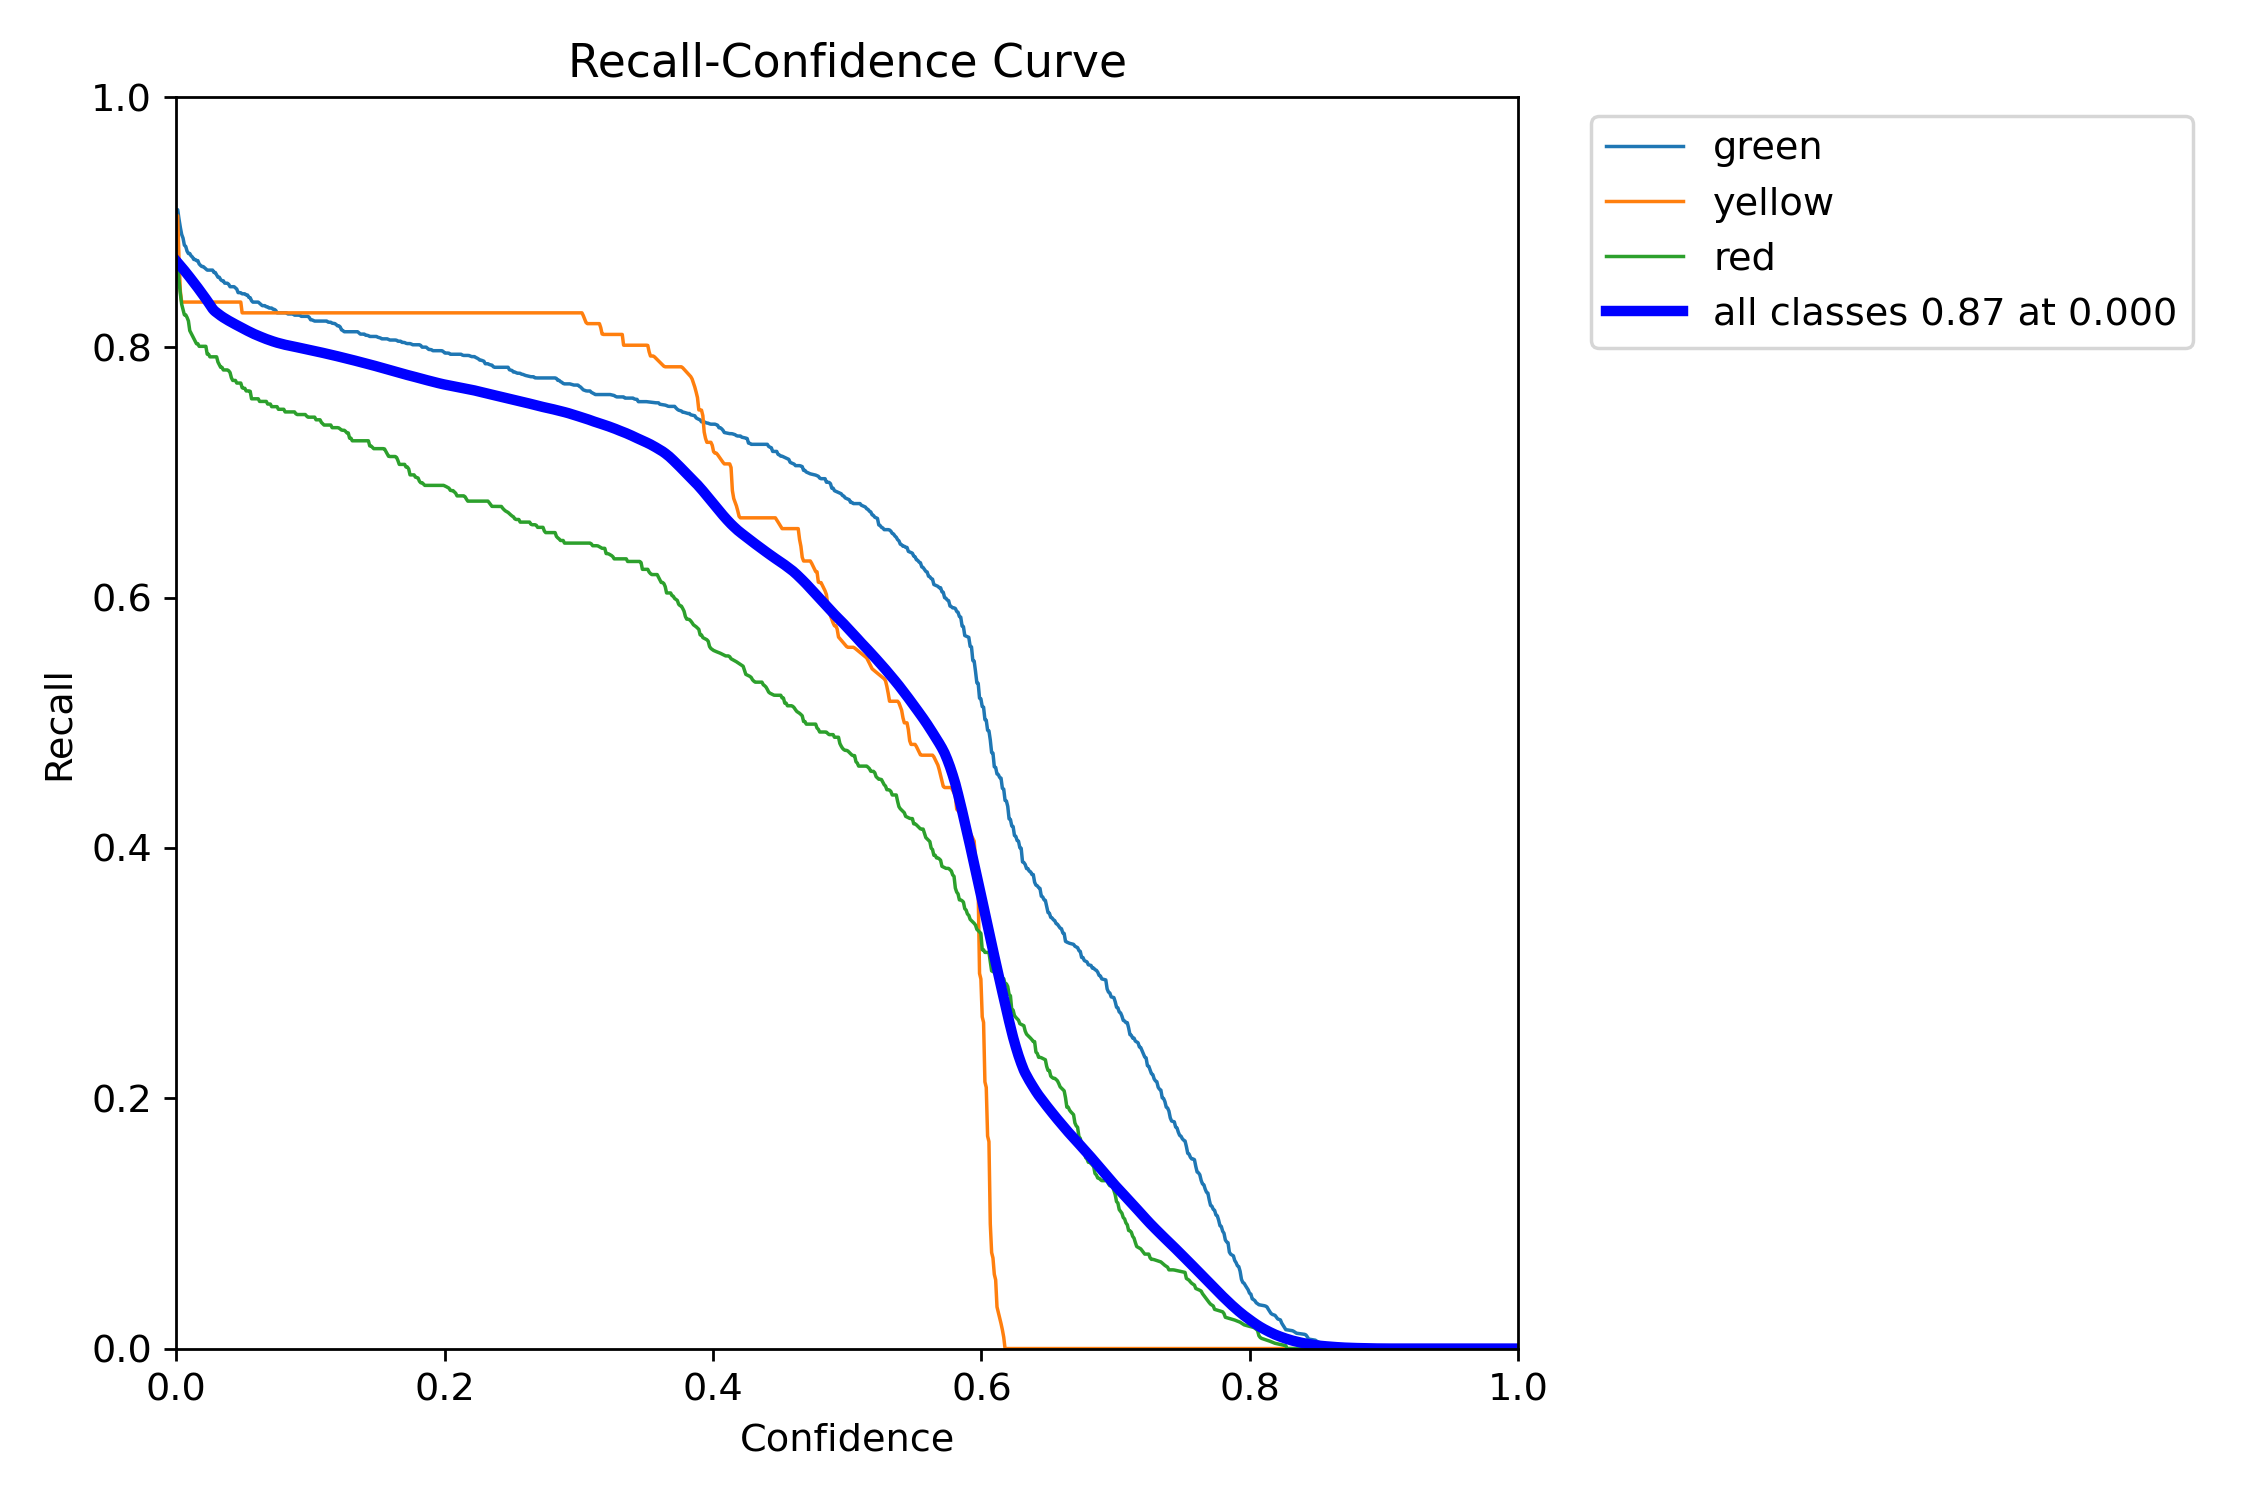 Recall-Confidence Curve
1.0
0.8
0.6
0.4
0.2
0.0
Recall
0.0 0.2 0.4 0.6 0.8 1.0
Confidence
green
yellow
red
all classes 0.87 at 0.000